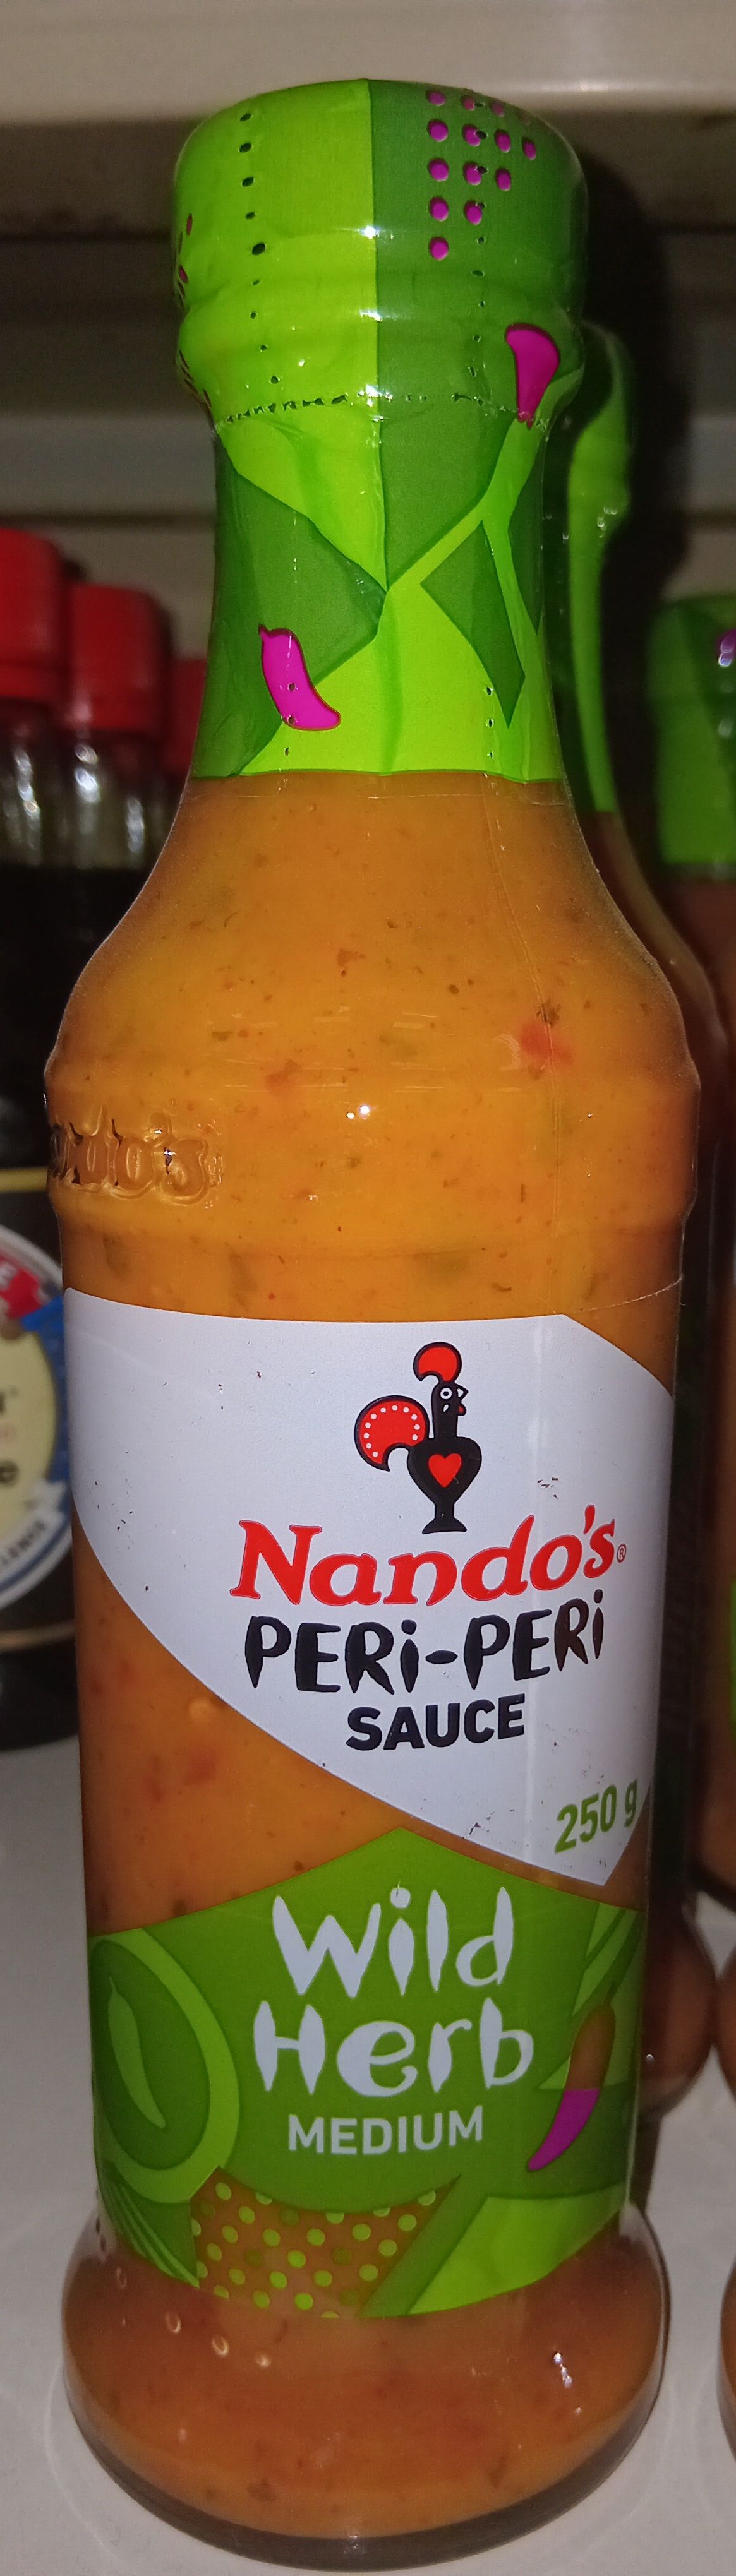 Nando's®
PERi-PERi
SAUCE
250 g
Wild
Herb
MEDIUM